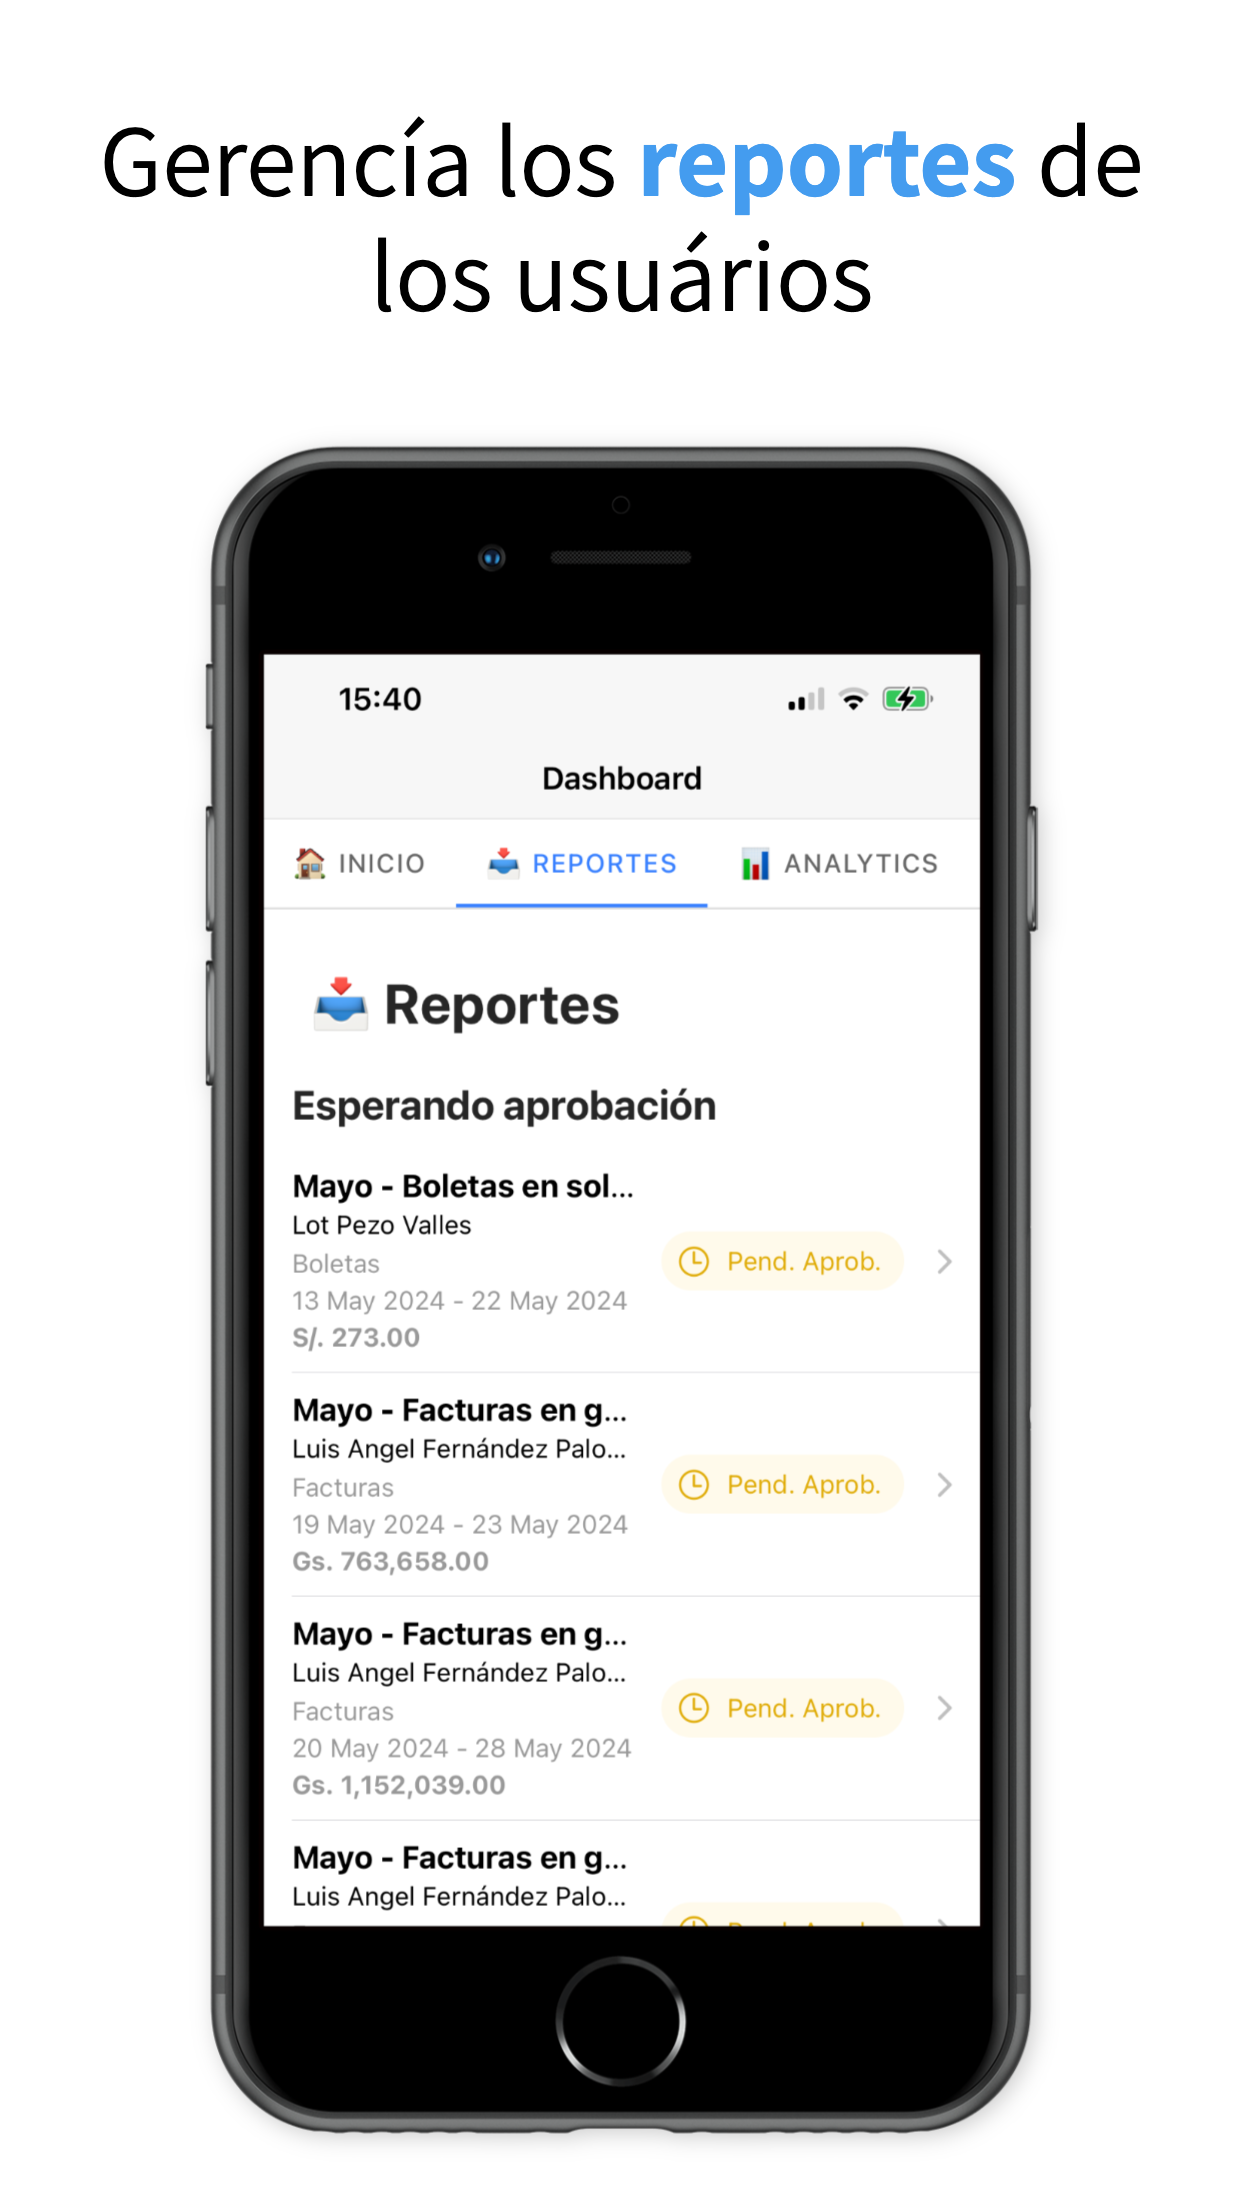 Gerencía los reportes de
los usuários
15:40
Dashboard
INICIO
REPORTES
ANALYTICS
Reportes
Esperando aprobación
Mayo - Boletas en sol...
Lot Pezo Valles
Boletas
13 May 2024 - 22 May 2024
S/. 273.00
Pend. Aprob.
Mayo - Facturas en g...
Luis Angel Fernández Palo...
Facturas
19 May 2024 - 23 May 2024
Gs. 763,658.00
Pend. Aprob.
Mayo - Facturas en g...
Luis Angel Fernández Palo...
Facturas
20 May 2024 - 28 May 2024
Gs. 1,152,039.00
Pend. Aprob.
Mayo - Facturas en g...
Luis Angel Fernández Palo...